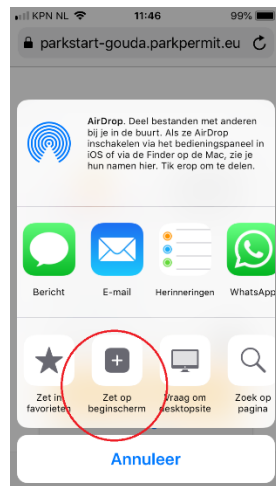 KPN NL 11:46 99%
parkstart-gouda.parkpermit.eu
AirDrop. Deel bestanden met anderen
bij je in de buurt. Als ze AirDrop
inschakelen via het bedieningspaneel in
iOS of via de Finder op de Mac, zie je
hun namen hier. Tik erop om te delen.
Bericht E-mail Herinneringen WhatsApp
Zet in Zet op Vraag om Zoek op
favorieten beginscherm desktopsite pagina
Annuleer